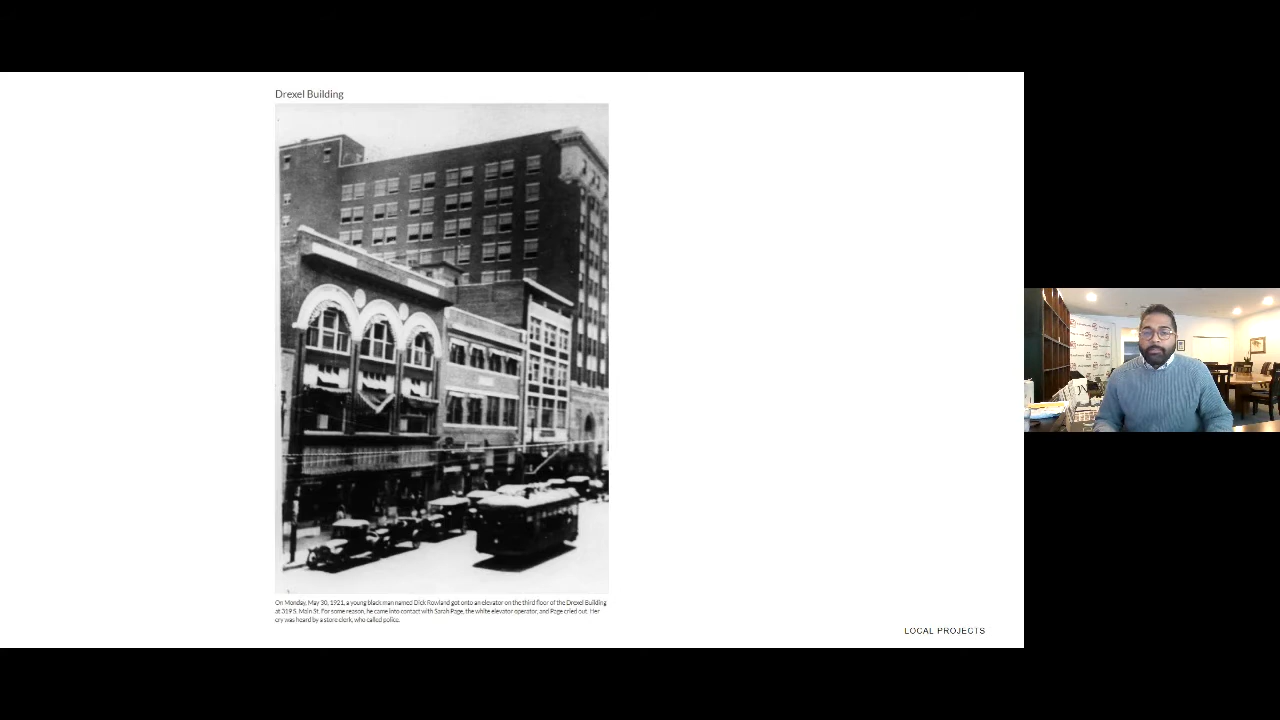 Drexel Building
On Monday, May 30, 1921, a young black man named Dick Rowland got onto an elevator on the third floor of the Drexel Building
at 319 S. Main St. For some reason, he came into contact with Sarah Page, the white elevator operator, and Page cried out. Her
cry was heard by a store clerk, who called police.
LOCAL PROJECTS